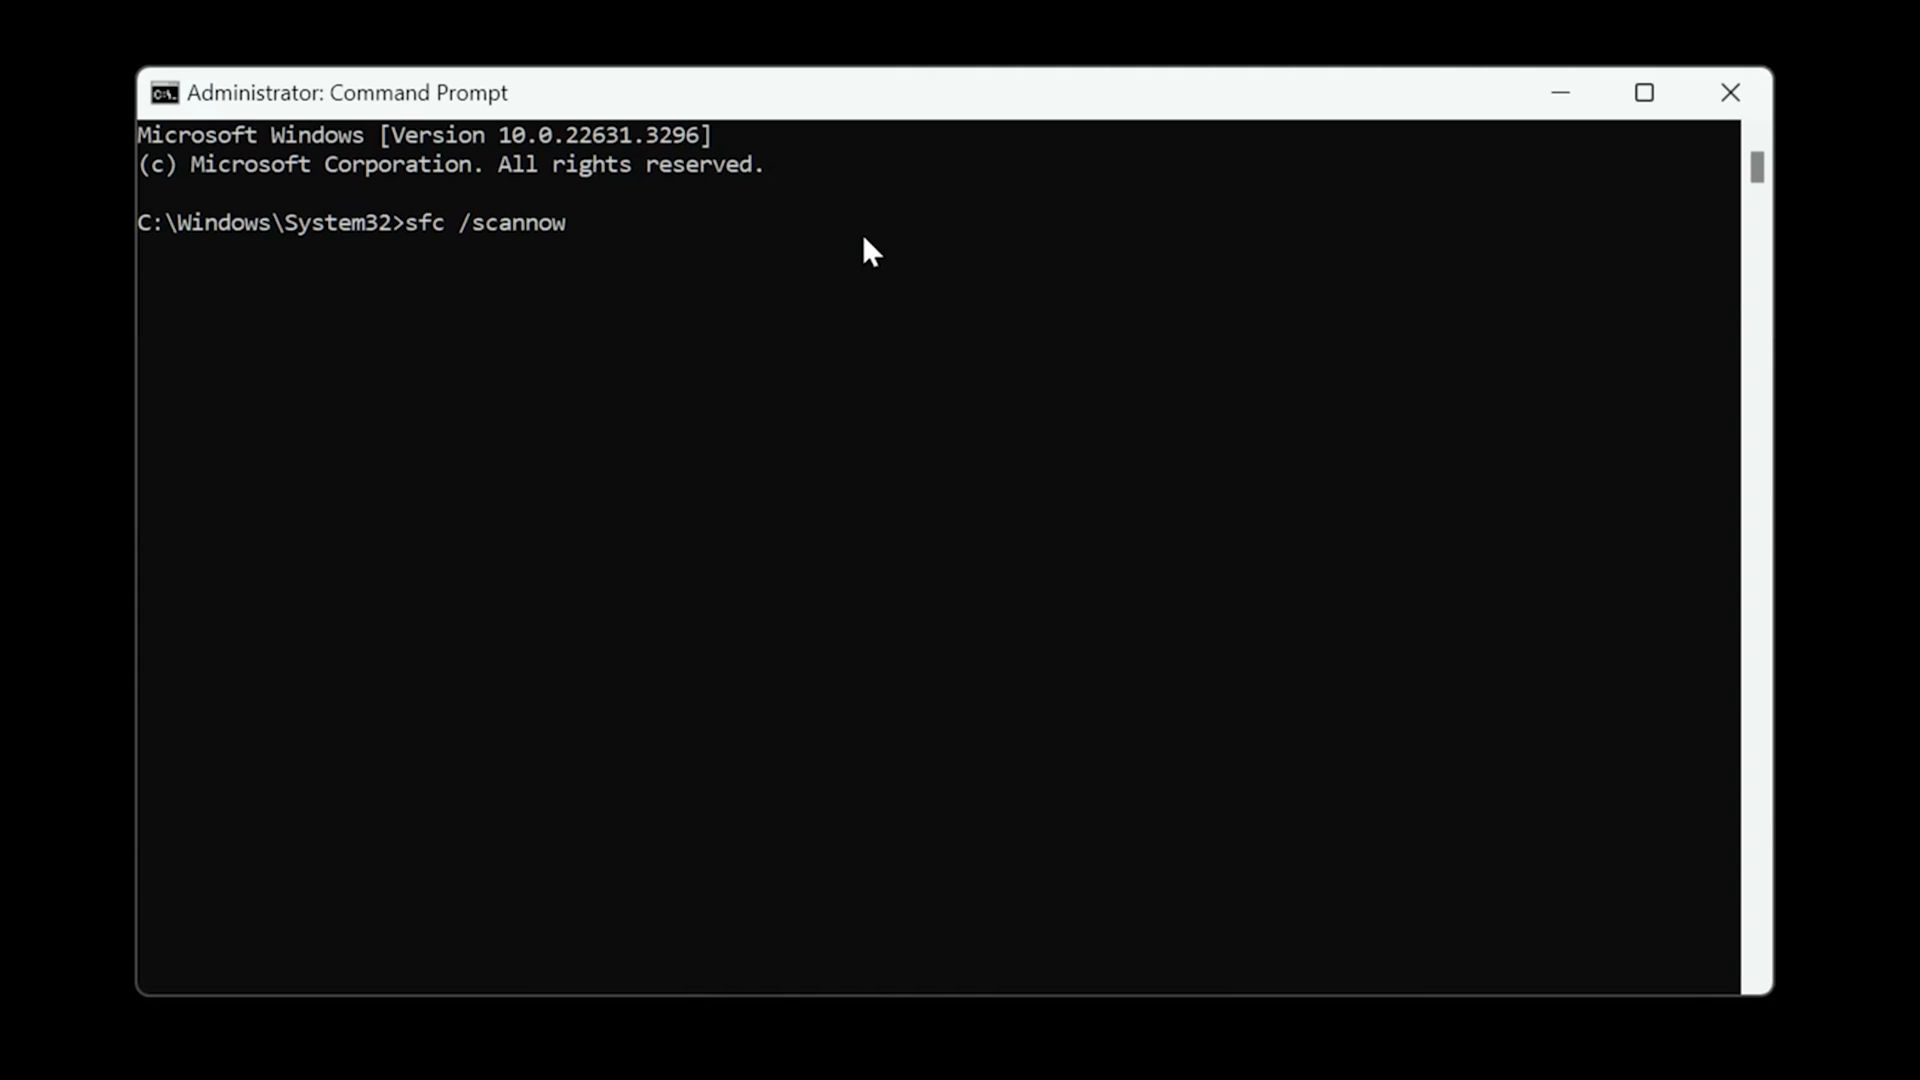 Administrator: Command Prompt
Microsoft Windows [Version 10.0.22631.3296]
(c) Microsoft Corporation. All rights reserved.
C:\Windows\System32>sfc /scannow